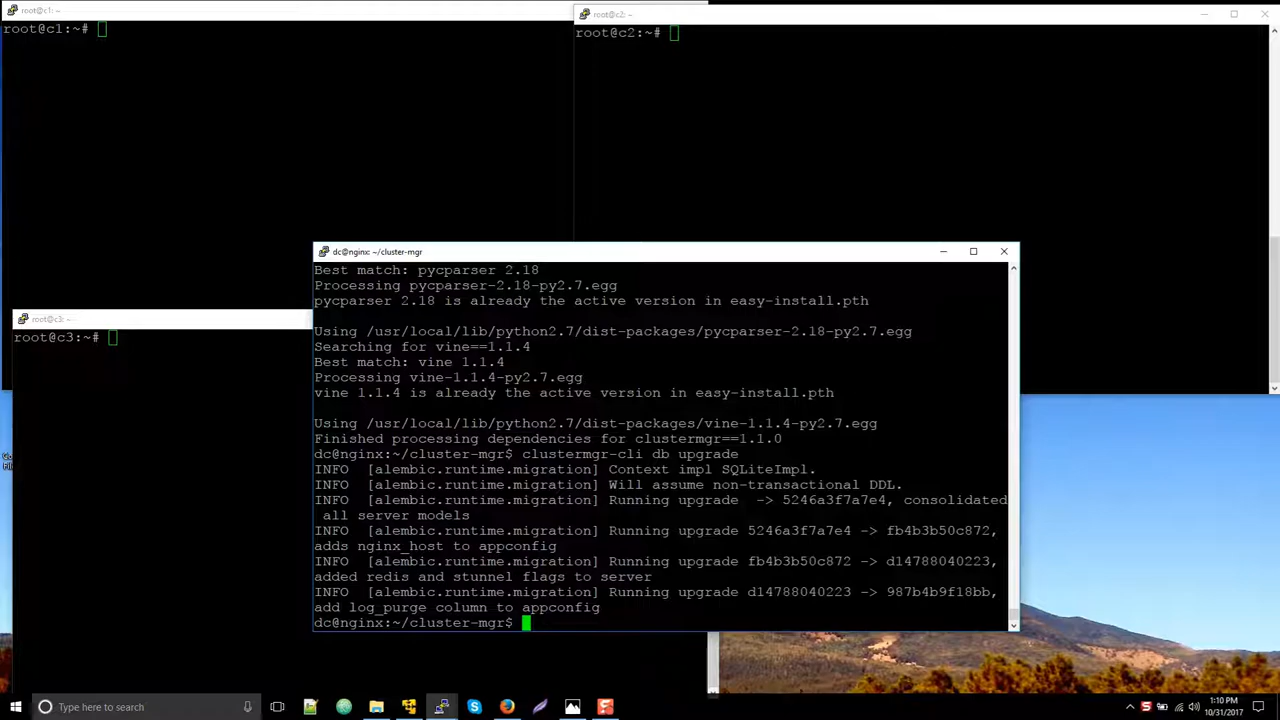 root@c1: ~
root@c1:~#
root@c2: ~
root@c2:~#
root@c3: ~
root@c3:~#
dc@nginx: ~/cluster-mgr
Best match: pycparser 2.18
Processing pycparser-2.18-py2.7.egg
pycparser 2.18 is already the active version in easy-install.pth
Using /usr/local/lib/python2.7/dist-packages/pycparser-2.18-py2.7.egg
Searching for vine==1.1.4
Best match: vine 1.1.4
Processing vine-1.1.4-py2.7.egg
vine 1.1.4 is already the active version in easy-install.pth
Using /usr/local/lib/python2.7/dist-packages/vine-1.1.4-py2.7.egg
Finished processing dependencies for clustermgr==1.1.0
dc@nginx:~/cluster-mgr$ clustermgr-cli db upgrade
INFO  [alembic.runtime.migration] Context impl SQLiteImpl.
INFO  [alembic.runtime.migration] Will assume non-transactional DDL.
INFO  [alembic.runtime.migration] Running upgrade  -> 5246a3f7a7e4, consolidated
all server models
INFO  [alembic.runtime.migration] Running upgrade 5246a3f7a7e4 -> fb4b3b50c872,
adds nginx_host to appconfig
INFO  [alembic.runtime.migration] Running upgrade fb4b3b50c872 -> d14788040223,
added redis and stunnel flags to server
INFO  [alembic.runtime.migration] Running upgrade d14788040223 -> 987b4b9f18bb,
add log_purge column to appconfig
dc@nginx:~/cluster-mgr$
Type here to search
1:10 PM
10/31/2017